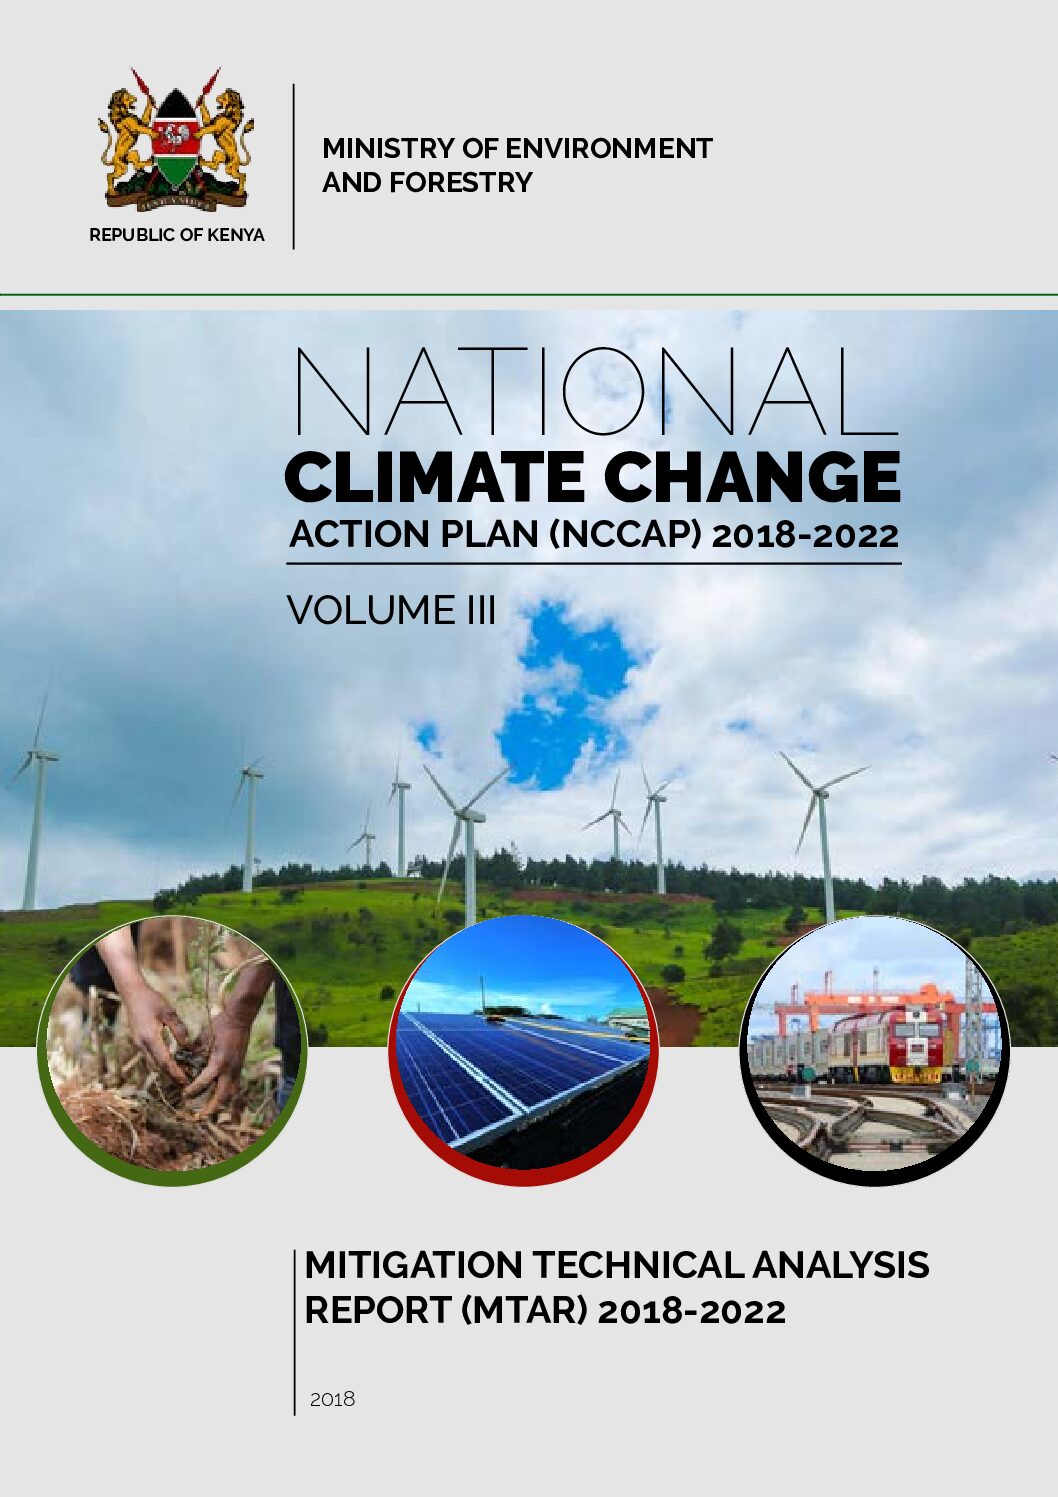 REPUBLIC OF KENYA
MINISTRY OF ENVIRONMENT
AND FORESTRY
NATIONAL
CLIMATE CHANGE
ACTION PLAN (NCCAP) 2018-2022
VOLUME III
MITIGATION TECHNICAL ANALYSIS
REPORT (MTAR) 2018-2022
2018